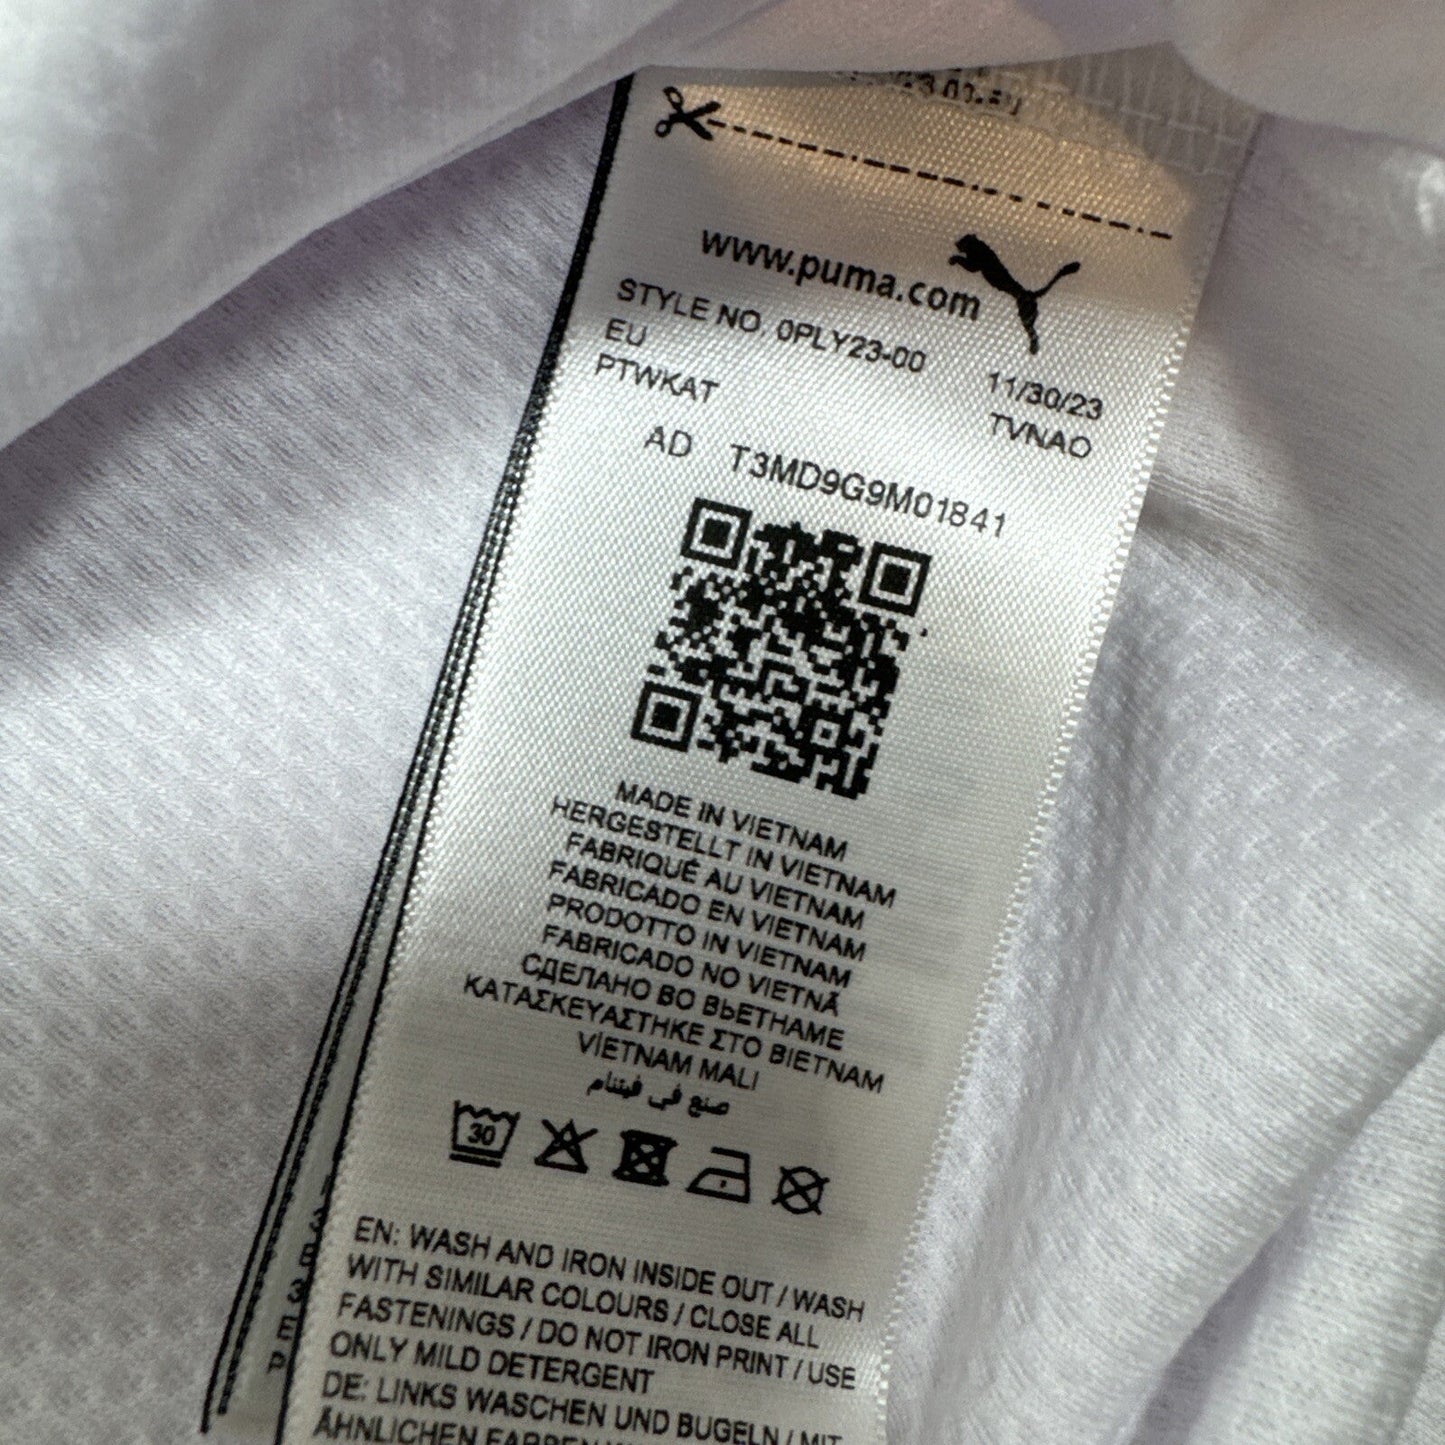 www.puma.com
STYLE NO 0PLY23-00 11/30/23
EU TVNAO
PTWKAT
AD T3MD9G9M01841
MADE IN VIETNAM
HERGESTELLT IN VIETNAM
FABRIQUÉ AU VIETNAM
FABRICADO EN VIETNAM
PRODOTTO IN VIETNAM
FABRICADO NO VIETNÃ
СДЕЛАНО ВО ВЬЕТНАМЕ
ΚΑΤΑΣΚΕΥΑΣΤΗΚΕ ΣΤΟ ΒΙΕΤΝΑΜ
VİETNAM MALI
صنع في فيتنام
30
EN: WASH AND IRON INSIDE OUT / WASH
WITH SIMILAR COLOURS / CLOSE ALL
FASTENINGS / DO NOT IRON PRINT / USE
ONLY MILD DETERGENT
DE: LINKS WASCHEN UND BUGELN / MIT
ÄHNLICHEN